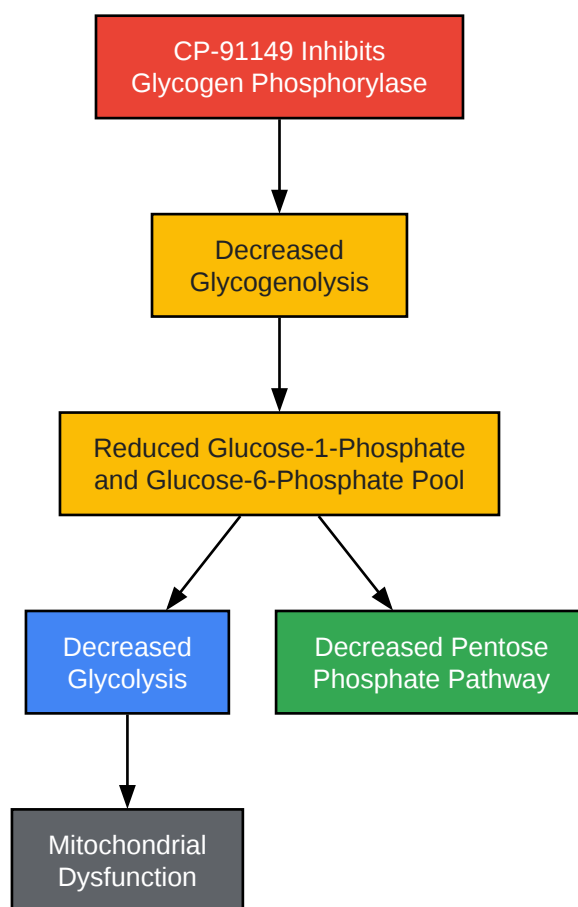 CP-91149 Inhibits
Glycogen Phosphorylase
Decreased
Glycogenolysis
Reduced Glucose-1-Phosphate
and Glucose-6-Phosphate Pool
Decreased
Glycolysis
Decreased Pentose
Phosphate Pathway
Mitochondrial
Dysfunction